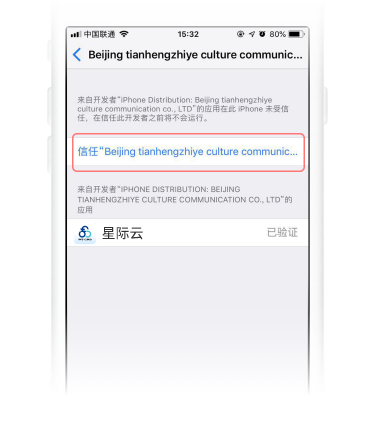 中国联通 15:32 80%
Beijing tianhengzhiye culture communic...
来自开发者“iPhone Distribution: Beijing tianhengzhiye
culture communication co., LTD”的应用在此 iPhone 未受信
任，在信任此开发者之前将不会运行。
信任“Beijing tianhengzhiye culture communic...
来自开发者“IPHONE DISTRIBUTION: BEIJING
TIANHENGZHIYE CULTURE COMMUNICATION CO., LTD”的
应用
星际云 已验证